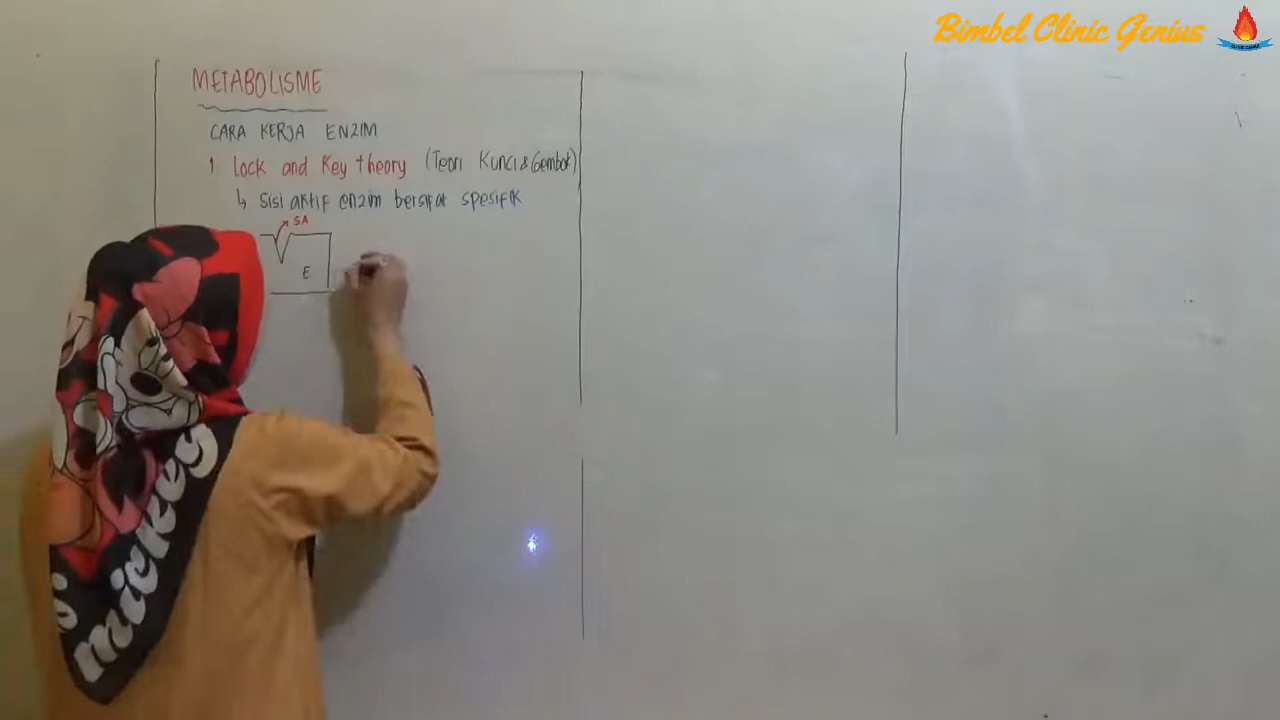 Bimbel Clinic Genius
METABOLISME
CARA KERJA ENZIM
1 Lock and Key theory (Teori Kunci & Gembok)
↳ Sisi aktif enzim bersifat spesifik
SA
E
mickey